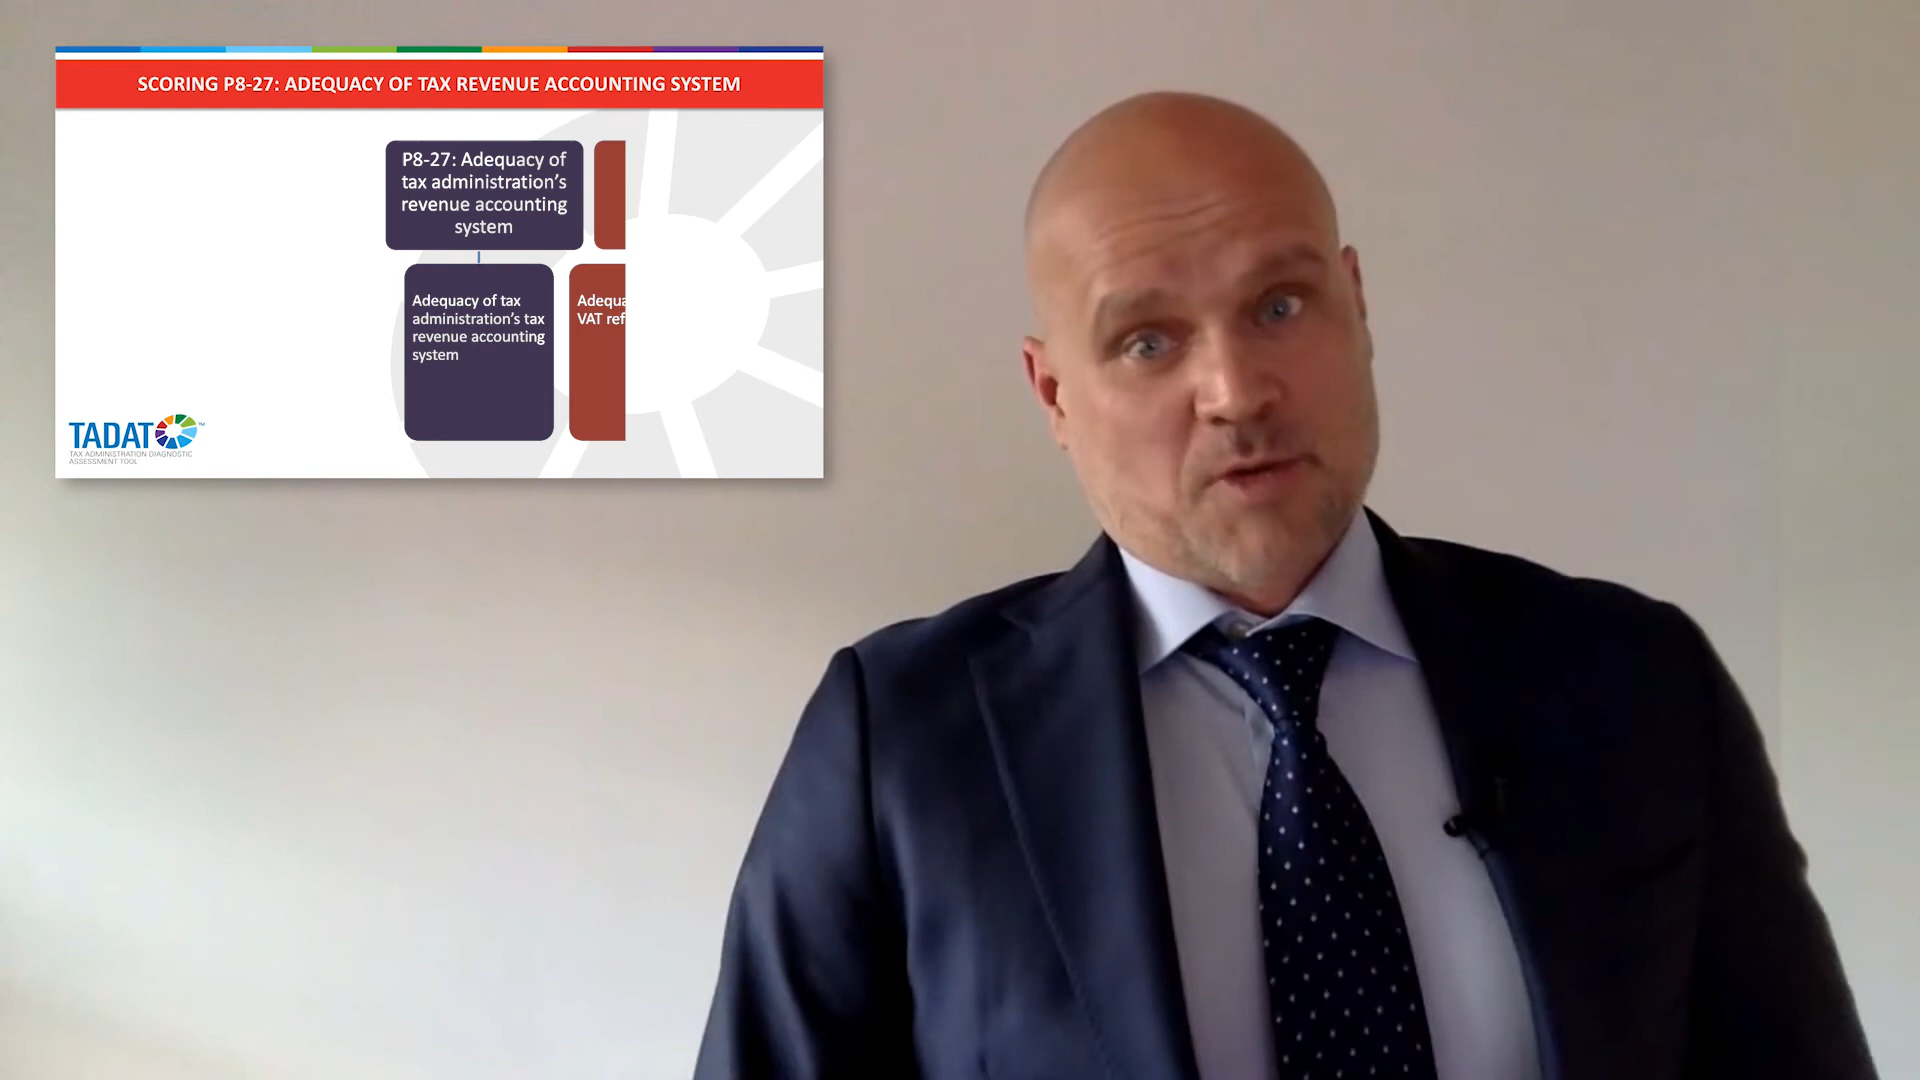 SCORING P8-27: ADEQUACY OF TAX REVENUE ACCOUNTING SYSTEM
P8-27: Adequacy of
tax administration's
revenue accounting
system
Adequacy of tax
administration's tax
revenue accounting
system
Adequa
VAT ref
TADAT™
TAX ADMINISTRATION DIAGNOSTIC
ASSESSMENT TOOL